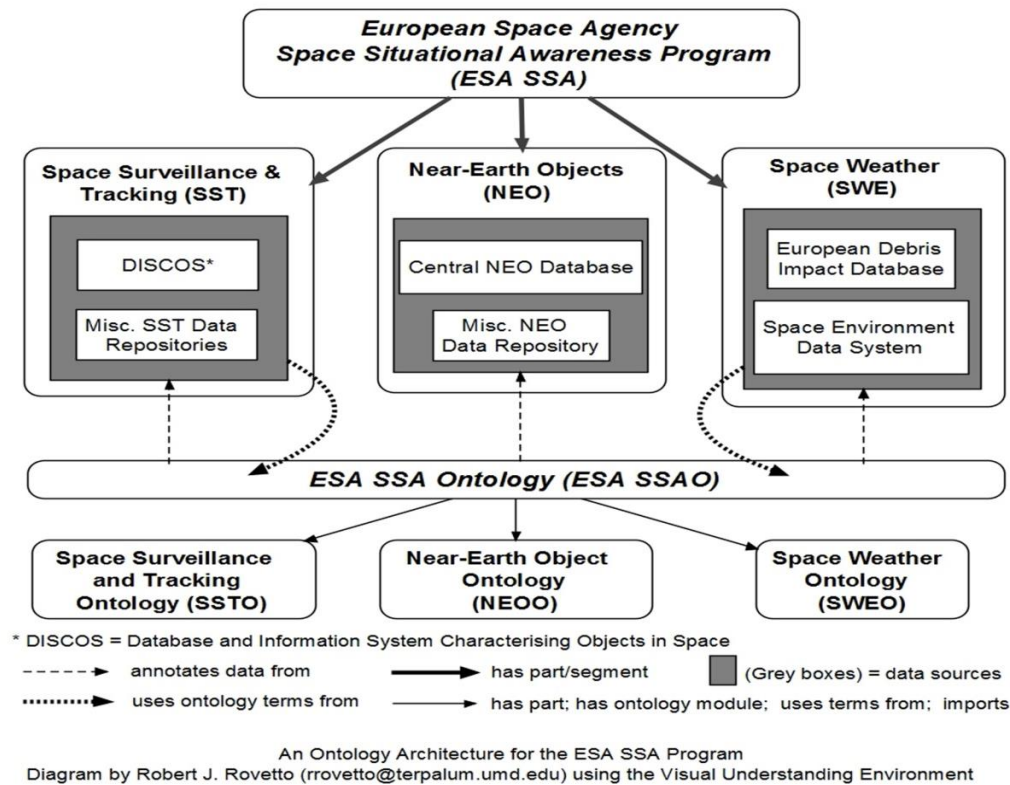 European Space Agency
Space Situational Awareness Program
(ESA SSA)
Space Surveillance &
Tracking (SST)
DISCOS*
Misc. SST Data
Repositories
Near-Earth Objects
(NEO)
Central NEO Database
Misc. NEO
Data Repository
Space Weather
(SWE)
European Debris
Impact Database
Space Environment
Data System
ESA SSA Ontology (ESA SSAO)
Space Surveillance
and Tracking
Ontology (SSTO)
Near-Earth Object
Ontology
(NEOO)
Space Weather
Ontology
(SWEO)
* DISCOS = Database and Information System Characterising Objects in Space
annotates data from
has part/segment
(Grey boxes) = data sources
uses ontology terms from
has part; has ontology module; uses terms from; imports
An Ontology Architecture for the ESA SSA Program
Diagram by Robert J. Rovetto (rrovetto@terpalum.umd.edu) using the Visual Understanding Environment